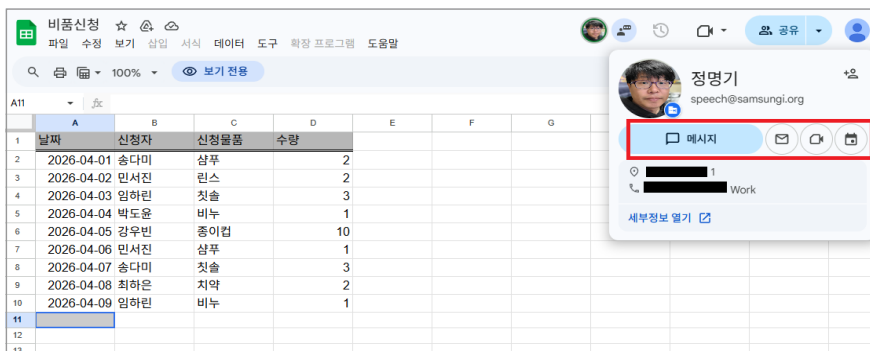 비품신청
파일 수정 보기 삽입 서식 데이터 도구 확장 프로그램 도움말
공유
100% 보기 전용
A11 fx
정명기
speech@samsungi.org
메시지
1
Work
세부정보 열기
A B C D E F G
1 날짜 신청자 신청물품 수량
2 2026-04-01 송다미 샴푸 2
3 2026-04-02 민서진 린스 2
4 2026-04-03 임하린 칫솔 3
5 2026-04-04 박도윤 비누 1
6 2026-04-05 강우빈 종이컵 10
7 2026-04-06 민서진 샴푸 1
8 2026-04-07 송다미 칫솔 3
9 2026-04-08 최하은 치약 2
10 2026-04-09 임하린 비누 1
11
12
13